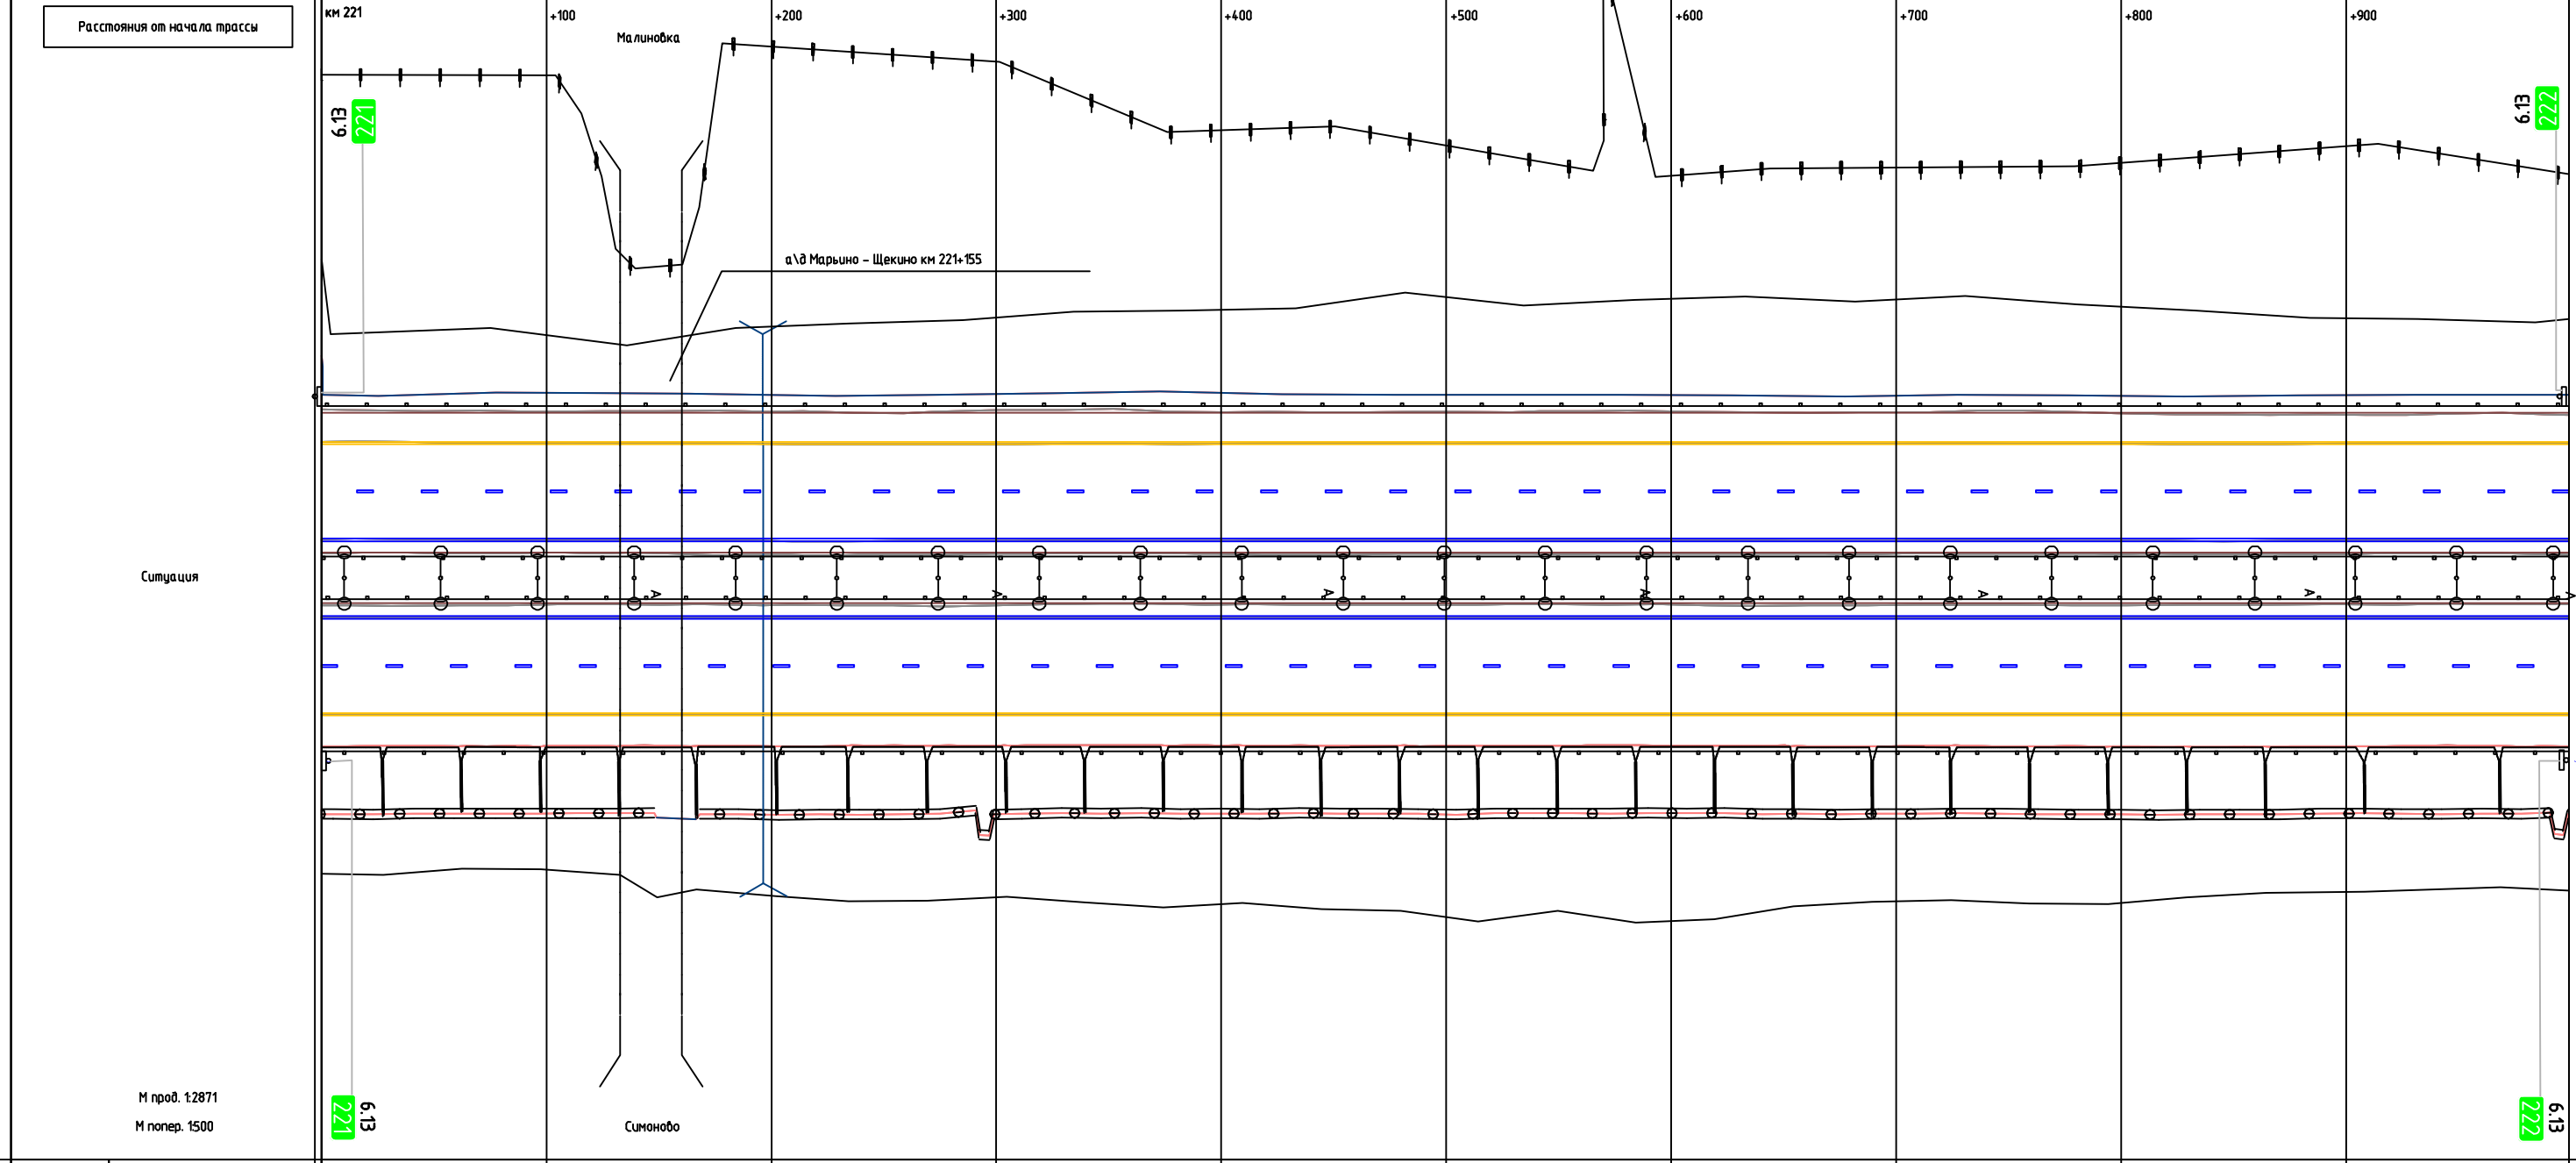 Расстояния от начала трассы
км 221
+100
+200
+300
+400
+500
+600
+700
+800
+900
Малиновка
6.13
221
6.13
222
а\д Марьино - Щекино км 221+155
Ситуация
А
А
А
А
А
А
А
М прод. 1:2871
М попер. 1:500
221
6.13
Симоново
222
6.13